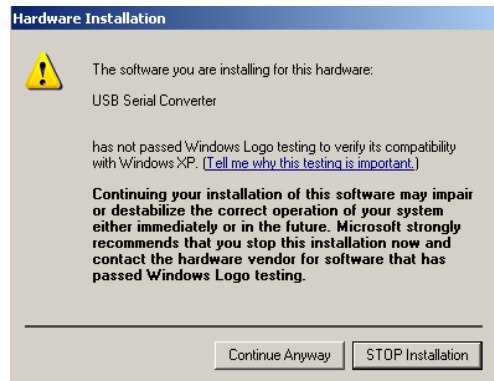 Hardware Installation
The software you are installing for this hardware:
USB Serial Converter
has not passed Windows Logo testing to verify its compatibility
with Windows XP. (Tell me why this testing is important.)
Continuing your installation of this software may impair
or destabilize the correct operation of your system
either immediately or in the future. Microsoft strongly
recommends that you stop this installation now and
contact the hardware vendor for software that has
passed Windows Logo testing.
Continue Anyway STOP Installation